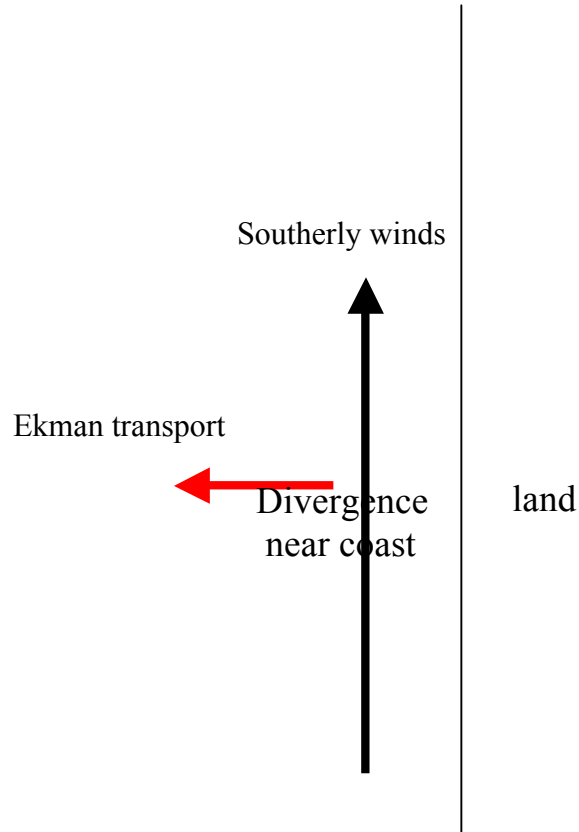 Southerly winds
Ekman transport
Divergence
near coast
land